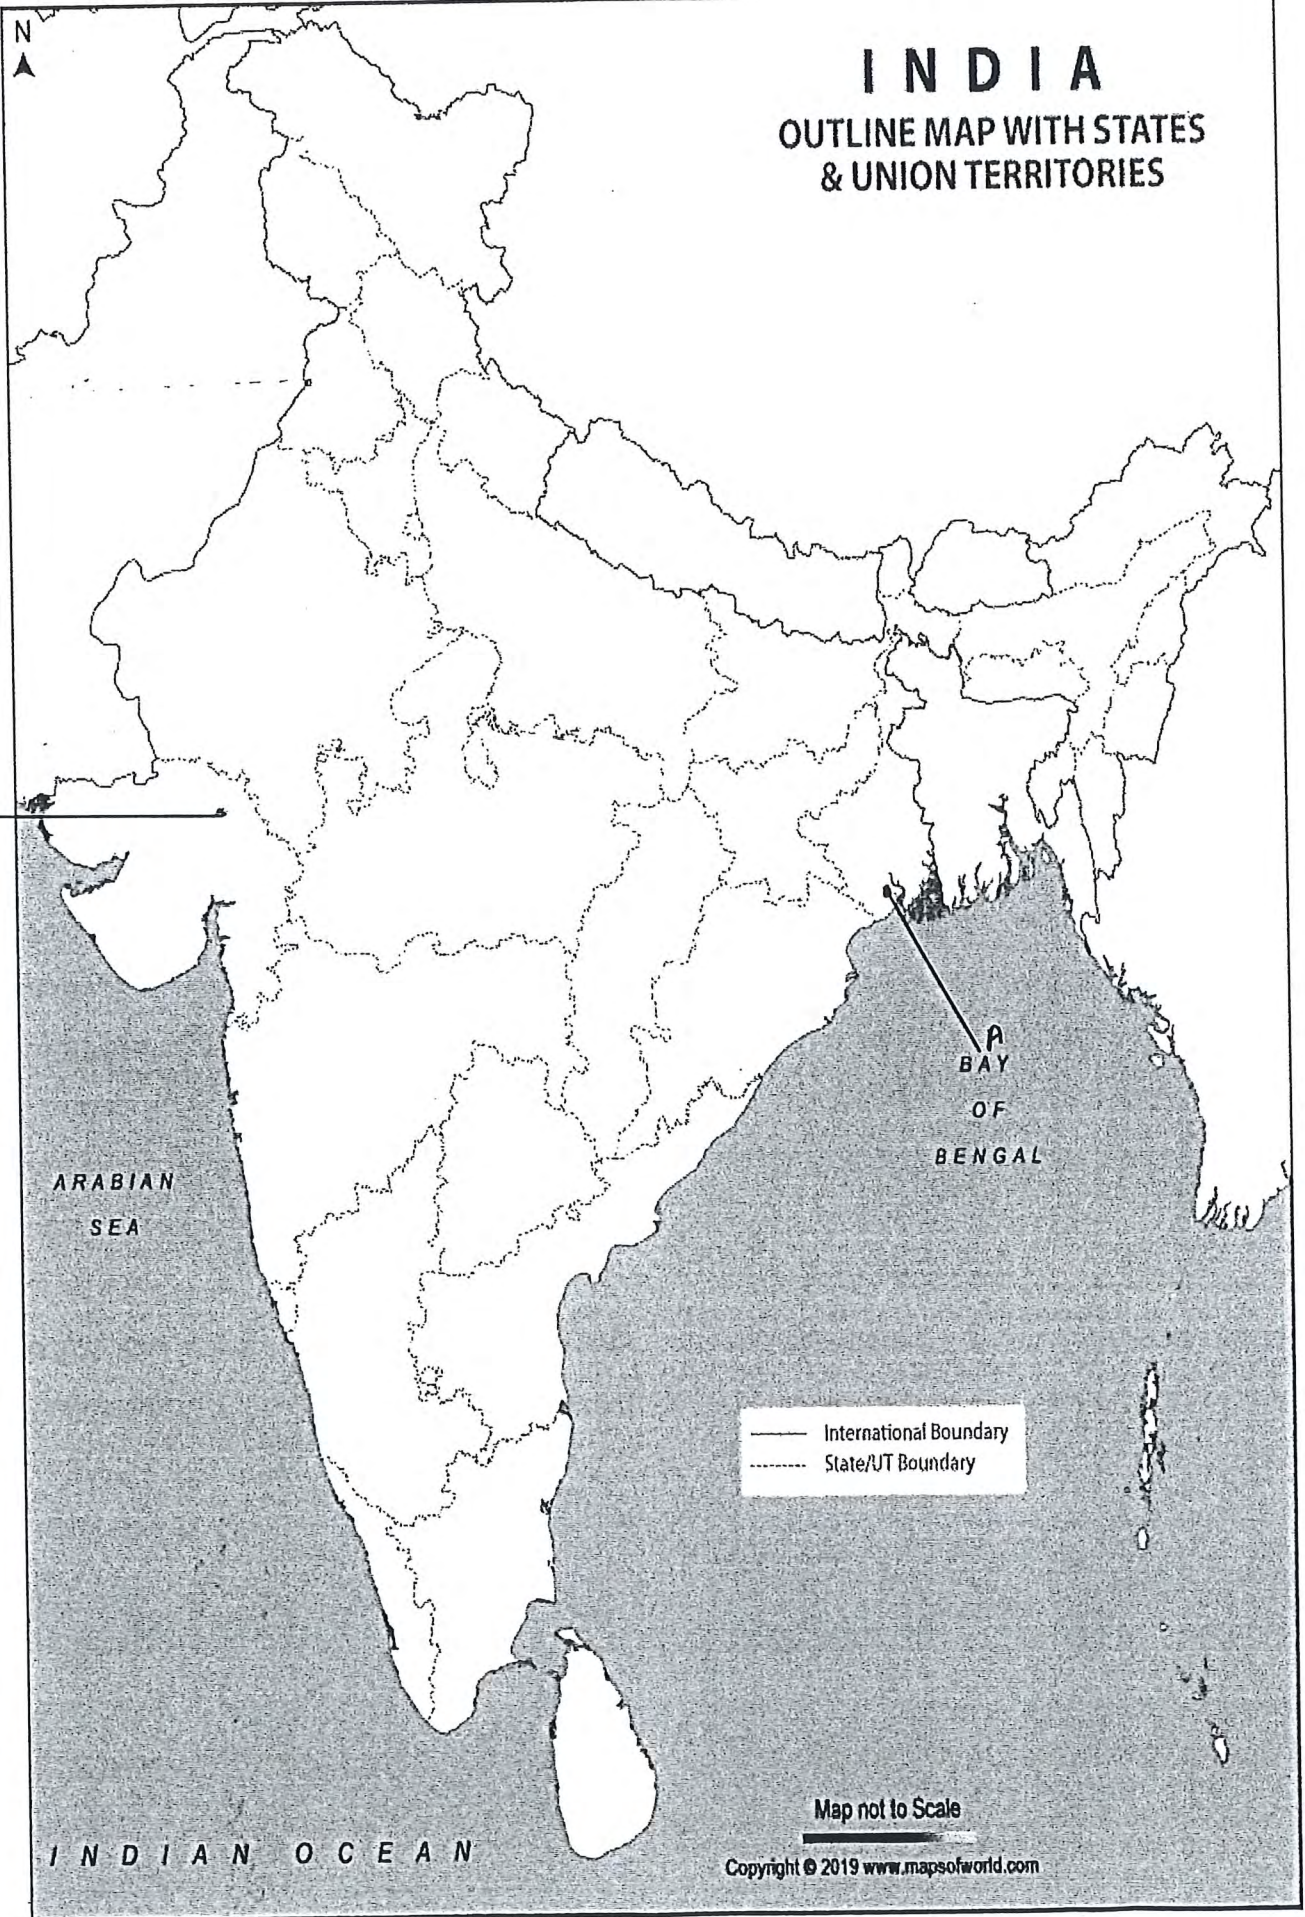 N
I N D I A
OUTLINE MAP WITH STATES
& UNION TERRITORIES
A
BAY
OF
BENGAL
ARABIAN
SEA
International Boundary
State/UT Boundary
Map not to Scale
INDIAN OCEAN
Copyright © 2019 www.mapsofworld.com